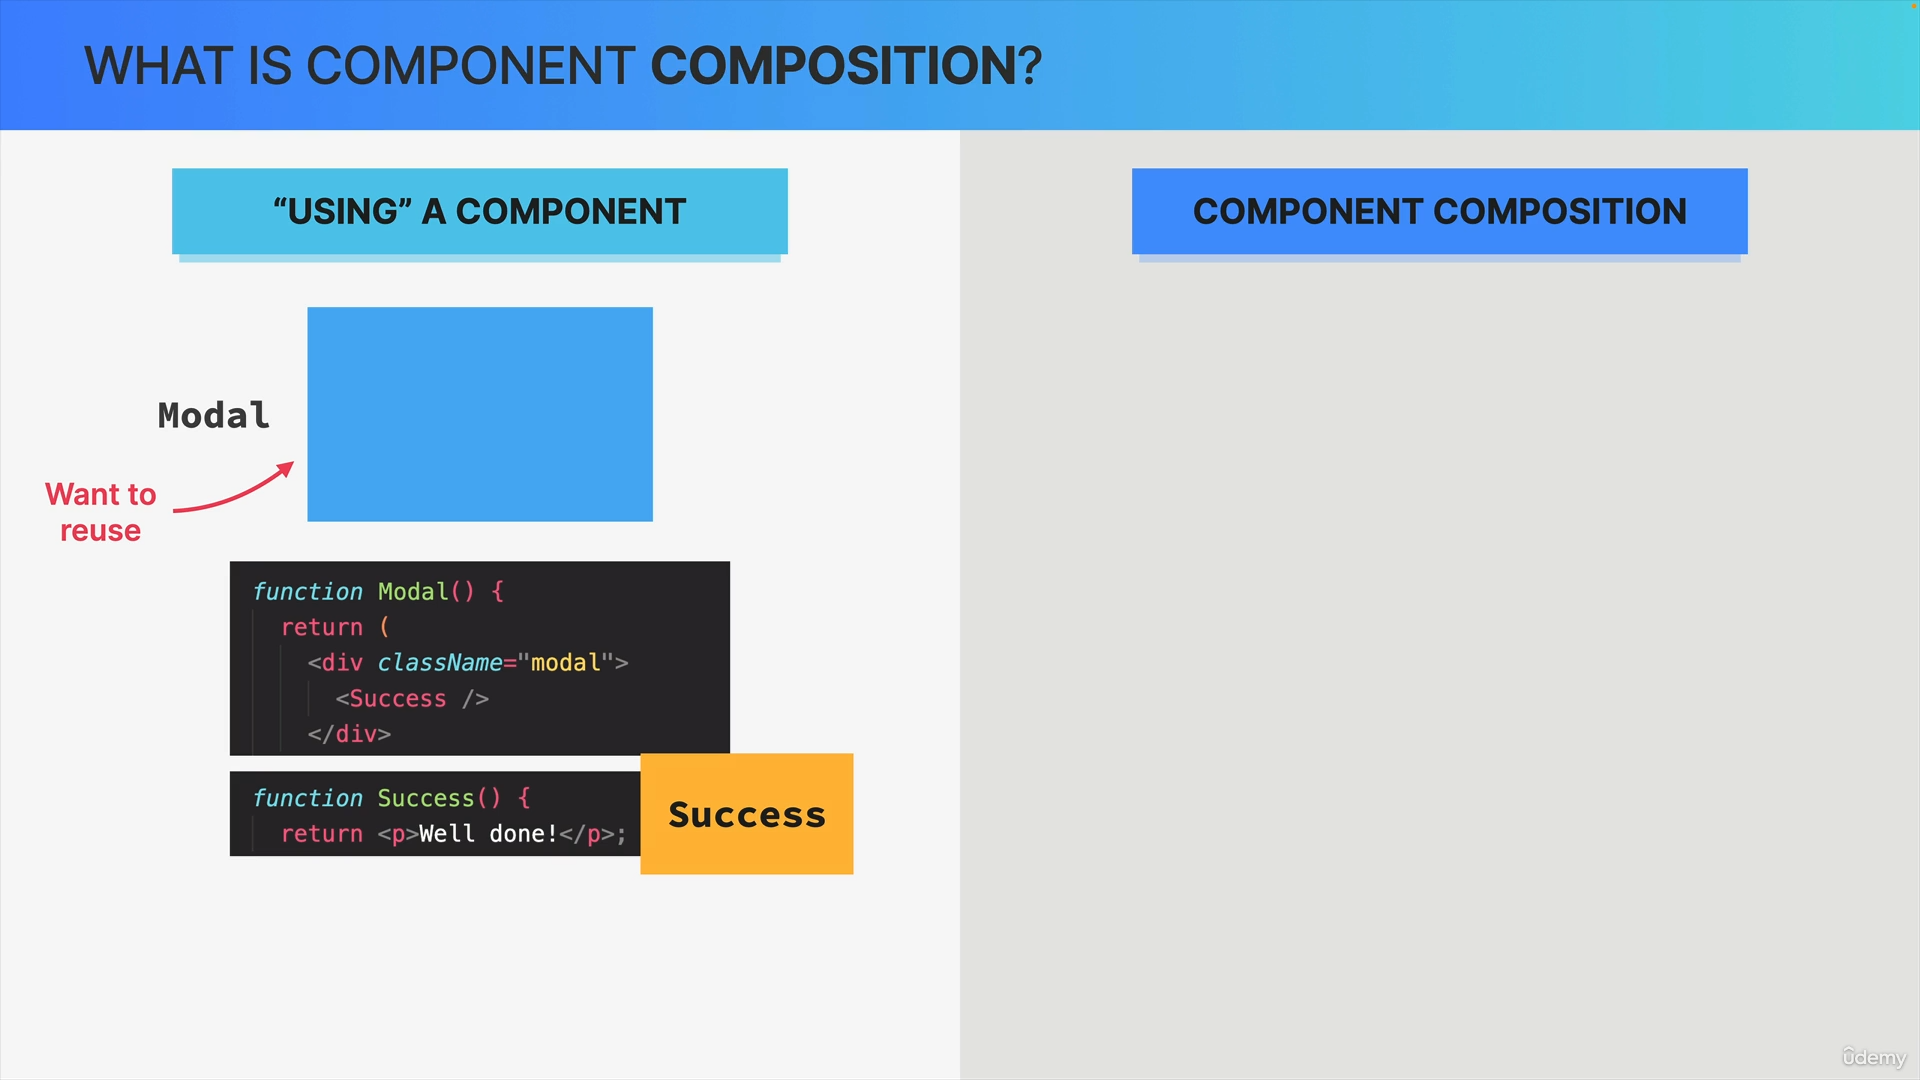 WHAT IS COMPONENT COMPOSITION?
“USING” A COMPONENT
Modal
Want to
reuse
function Modal() {
return (
<div className="modal">
<Success />
</div>
function Success() {
return <p>Well done!</p>;
Success
COMPONENT COMPOSITION
ûdemy